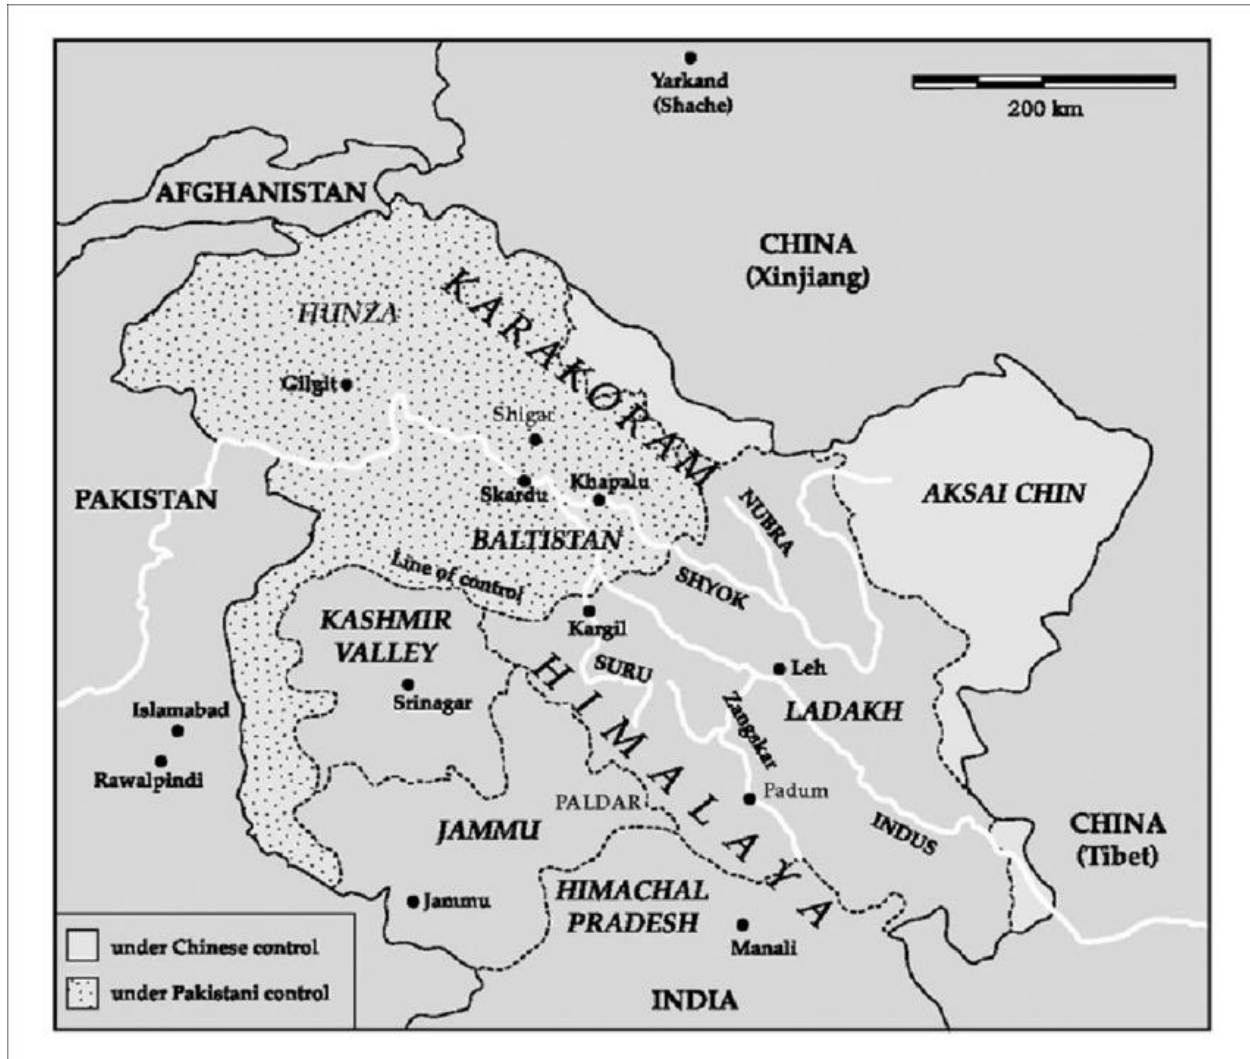 Yarkand
(Shache)
200 km
AFGHANISTAN
CHINA
(Xinjiang)
KARAKORAM
HUNZA
Gilgit
Shigar
Skardu
Khapalu
PAKISTAN
NUBRA
AKSAI CHIN
BALTISTAN
Line of control
SHYOK
KASHMIR
VALLEY
Kargil
SURU
Leh
HIMALAYA
Srinagar
Zangskar
LADAKH
Islamabad
Rawalpindi
PALDAR
Padum
JAMMU
INDUS
CHINA
(Tibet)
HIMACHAL
PRADESH
Jammu
Manali
under Chinese control
under Pakistani control
INDIA